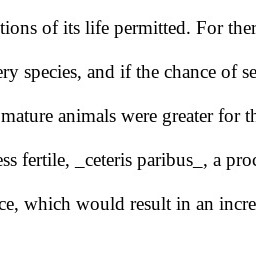 tions of its life permitted. For ther
ery species, and if the chance of se
mature animals were greater for th
ess fertile, _ceteris paribus_, a proc
ce, which would result in an incre